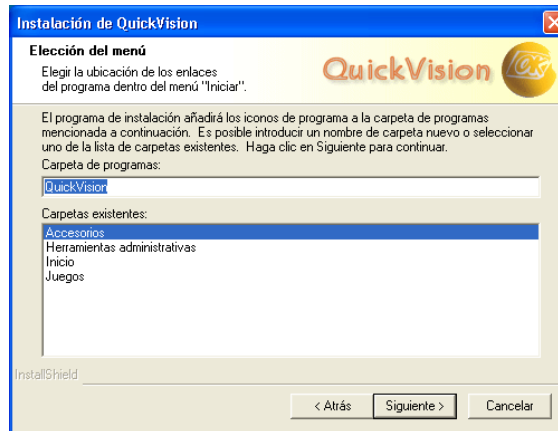 Instalación de QuickVision
Elección del menú
Elegir la ubicación de los enlaces
del programa dentro del menú "Iniciar".
QuickVision
OK
El programa de instalación añadirá los iconos de programa a la carpeta de programas
mencionada a continuación. Es posible introducir un nombre de carpeta nuevo o seleccionar
uno de la lista de carpetas existentes. Haga clic en Siguiente para continuar.
Carpeta de programas:
QuickVision
Carpetas existentes:
Accesorios
Herramientas administrativas
Inicio
Juegos
InstallShield
< Atrás
Siguiente >
Cancelar